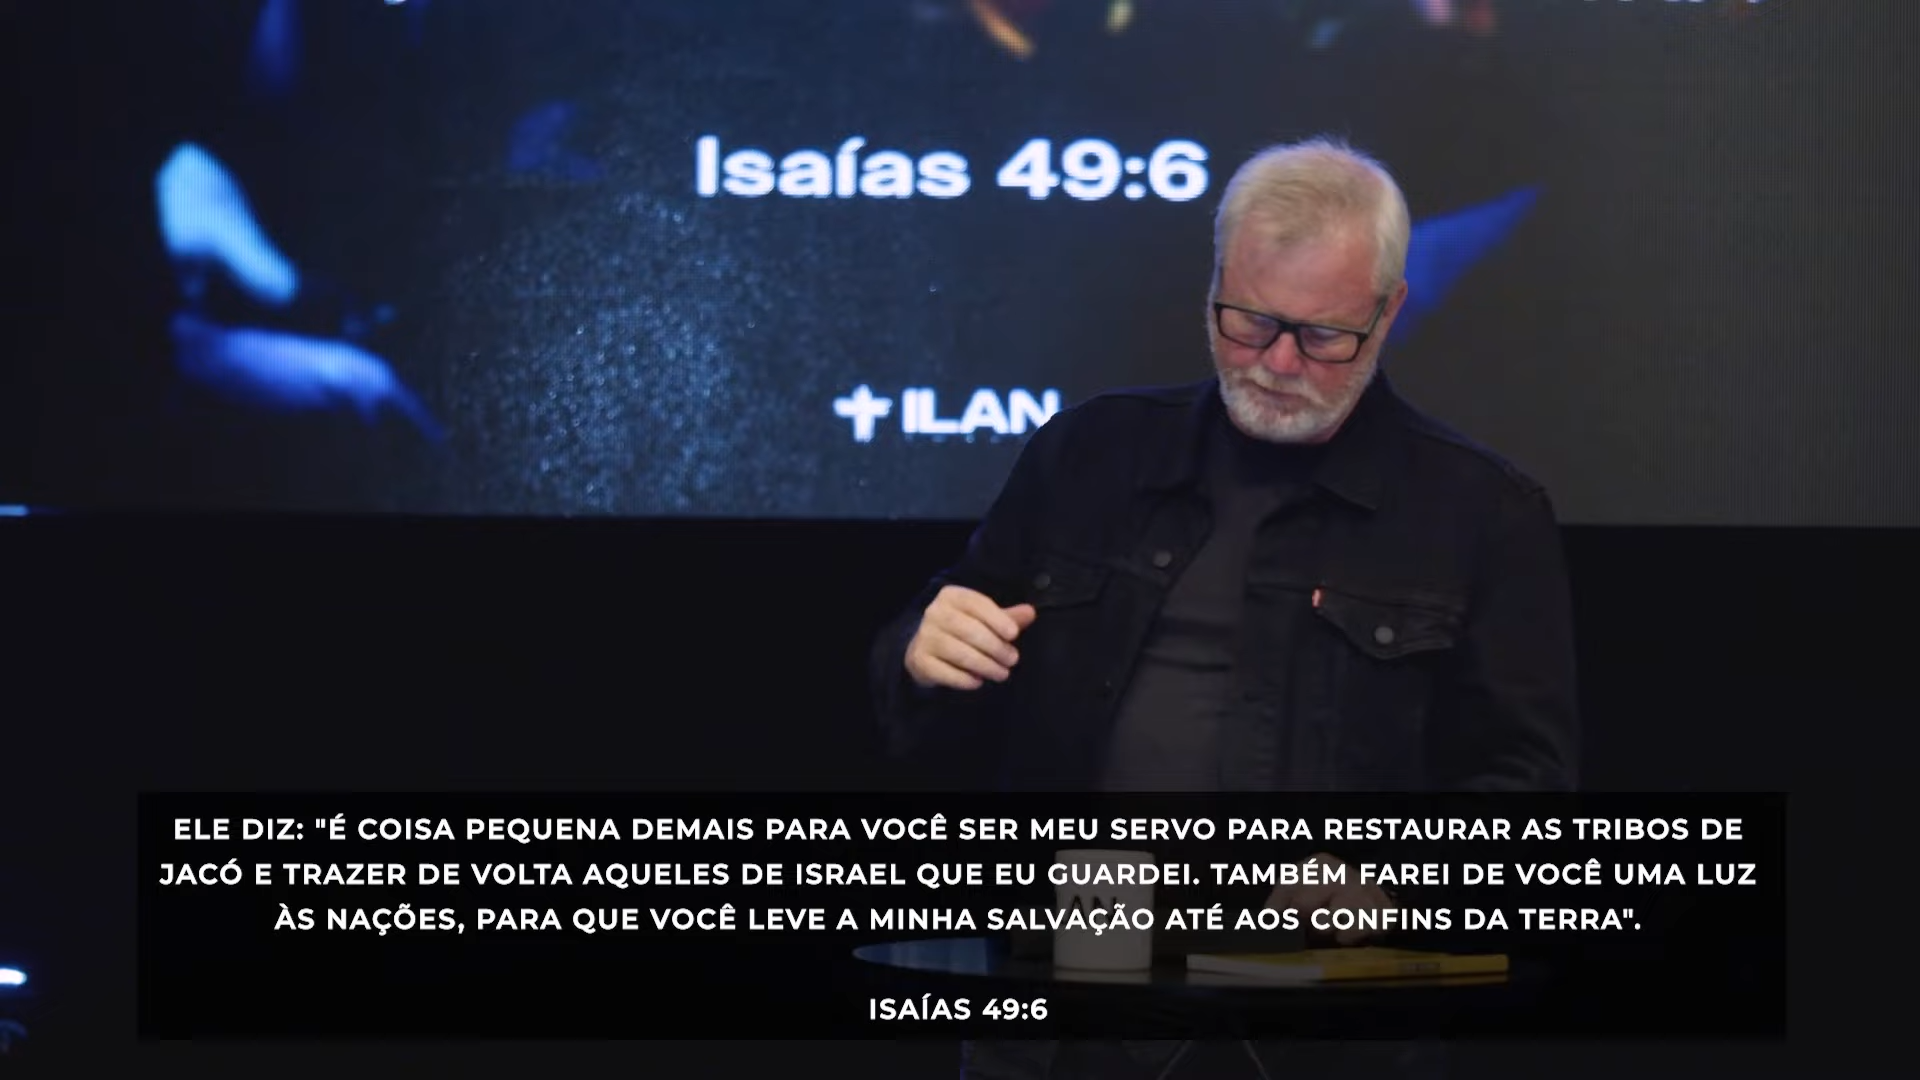 Isaías 49:6
ILAN
ELE DIZ: "É COISA PEQUENA DEMAIS PARA VOCÊ SER MEU SERVO PARA RESTAURAR AS TRIBOS DE
JACÓ E TRAZER DE VOLTA AQUELES DE ISRAEL QUE EU GUARDEI. TAMBÉM FAREI DE VOCÊ UMA LUZ
ÀS NAÇÕES, PARA QUE VOCÊ LEVE A MINHA SALVAÇÃO ATÉ AOS CONFINS DA TERRA".
ISAÍAS 49:6